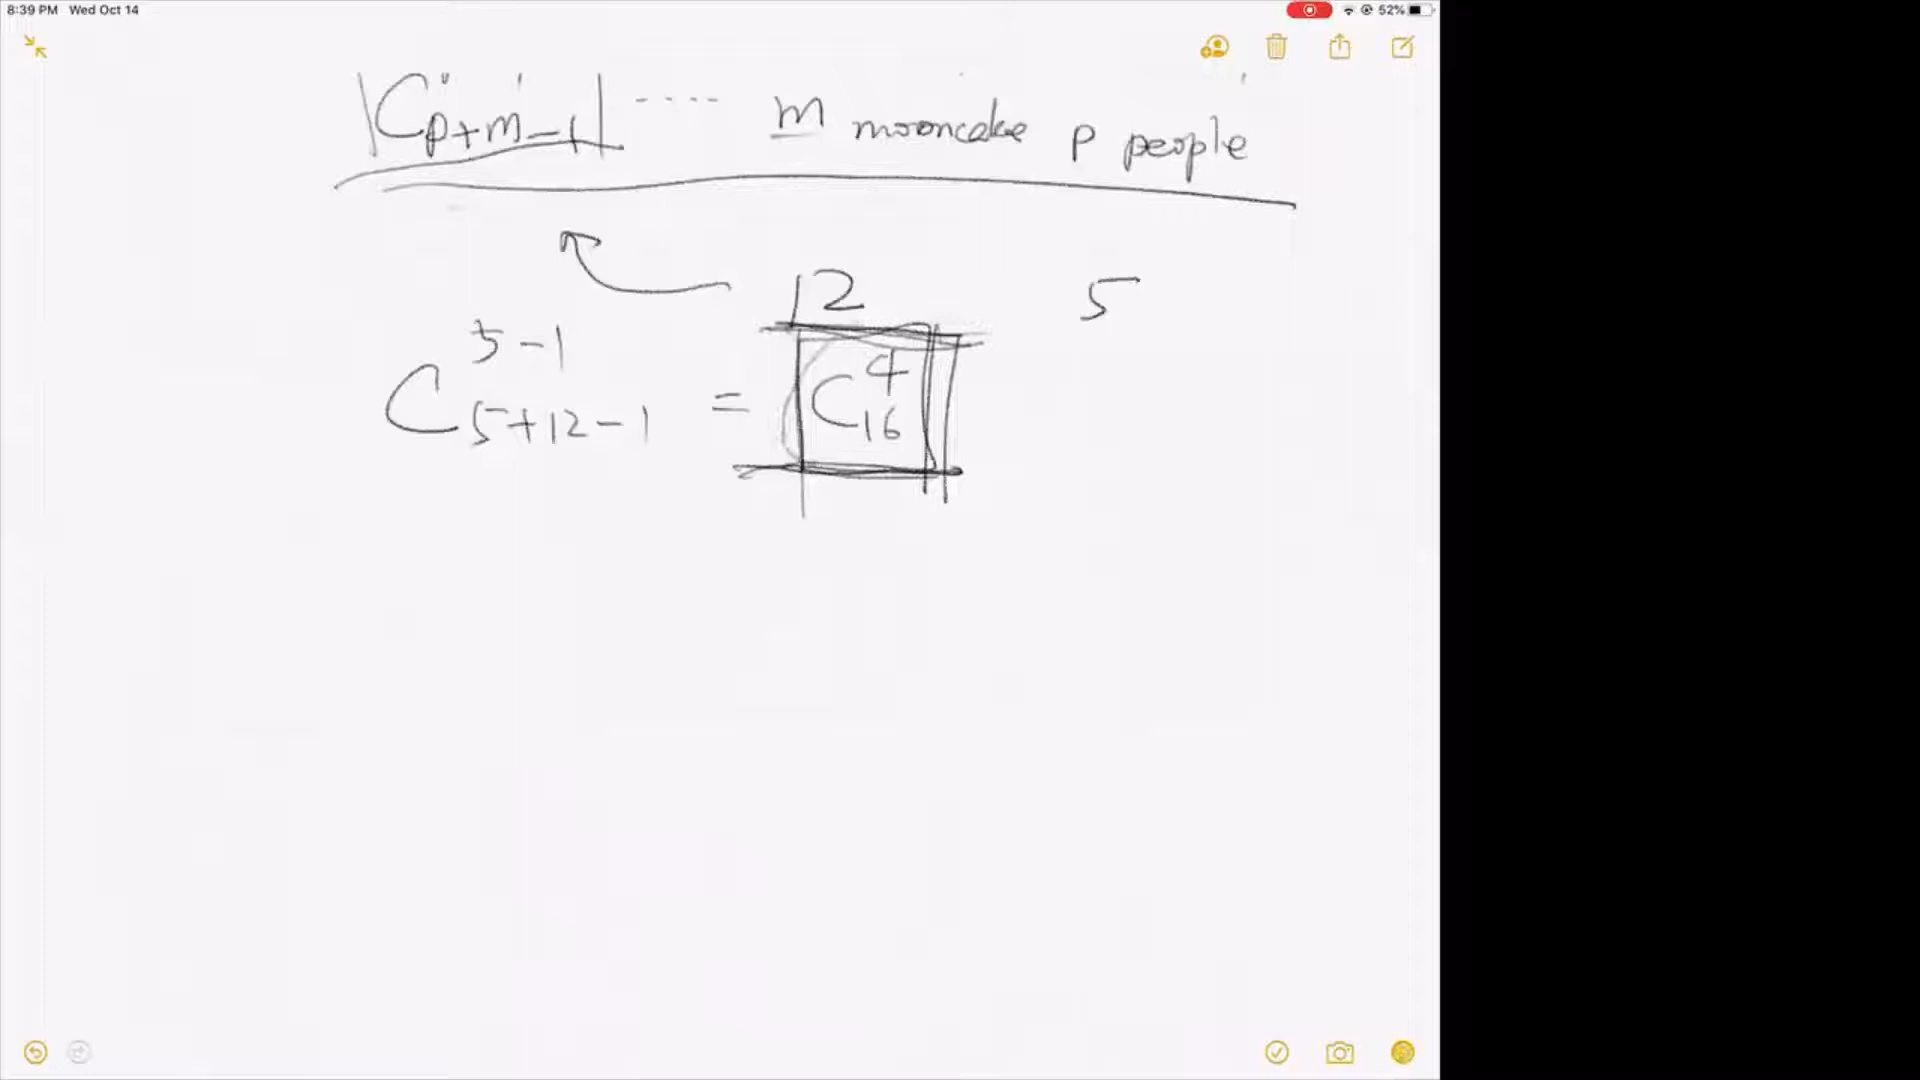 8:39 PM Wed Oct 14 52%
C p+m-1 ---- m mooncake p people
12 5
C 5-1 5+12-1 = C 4 16